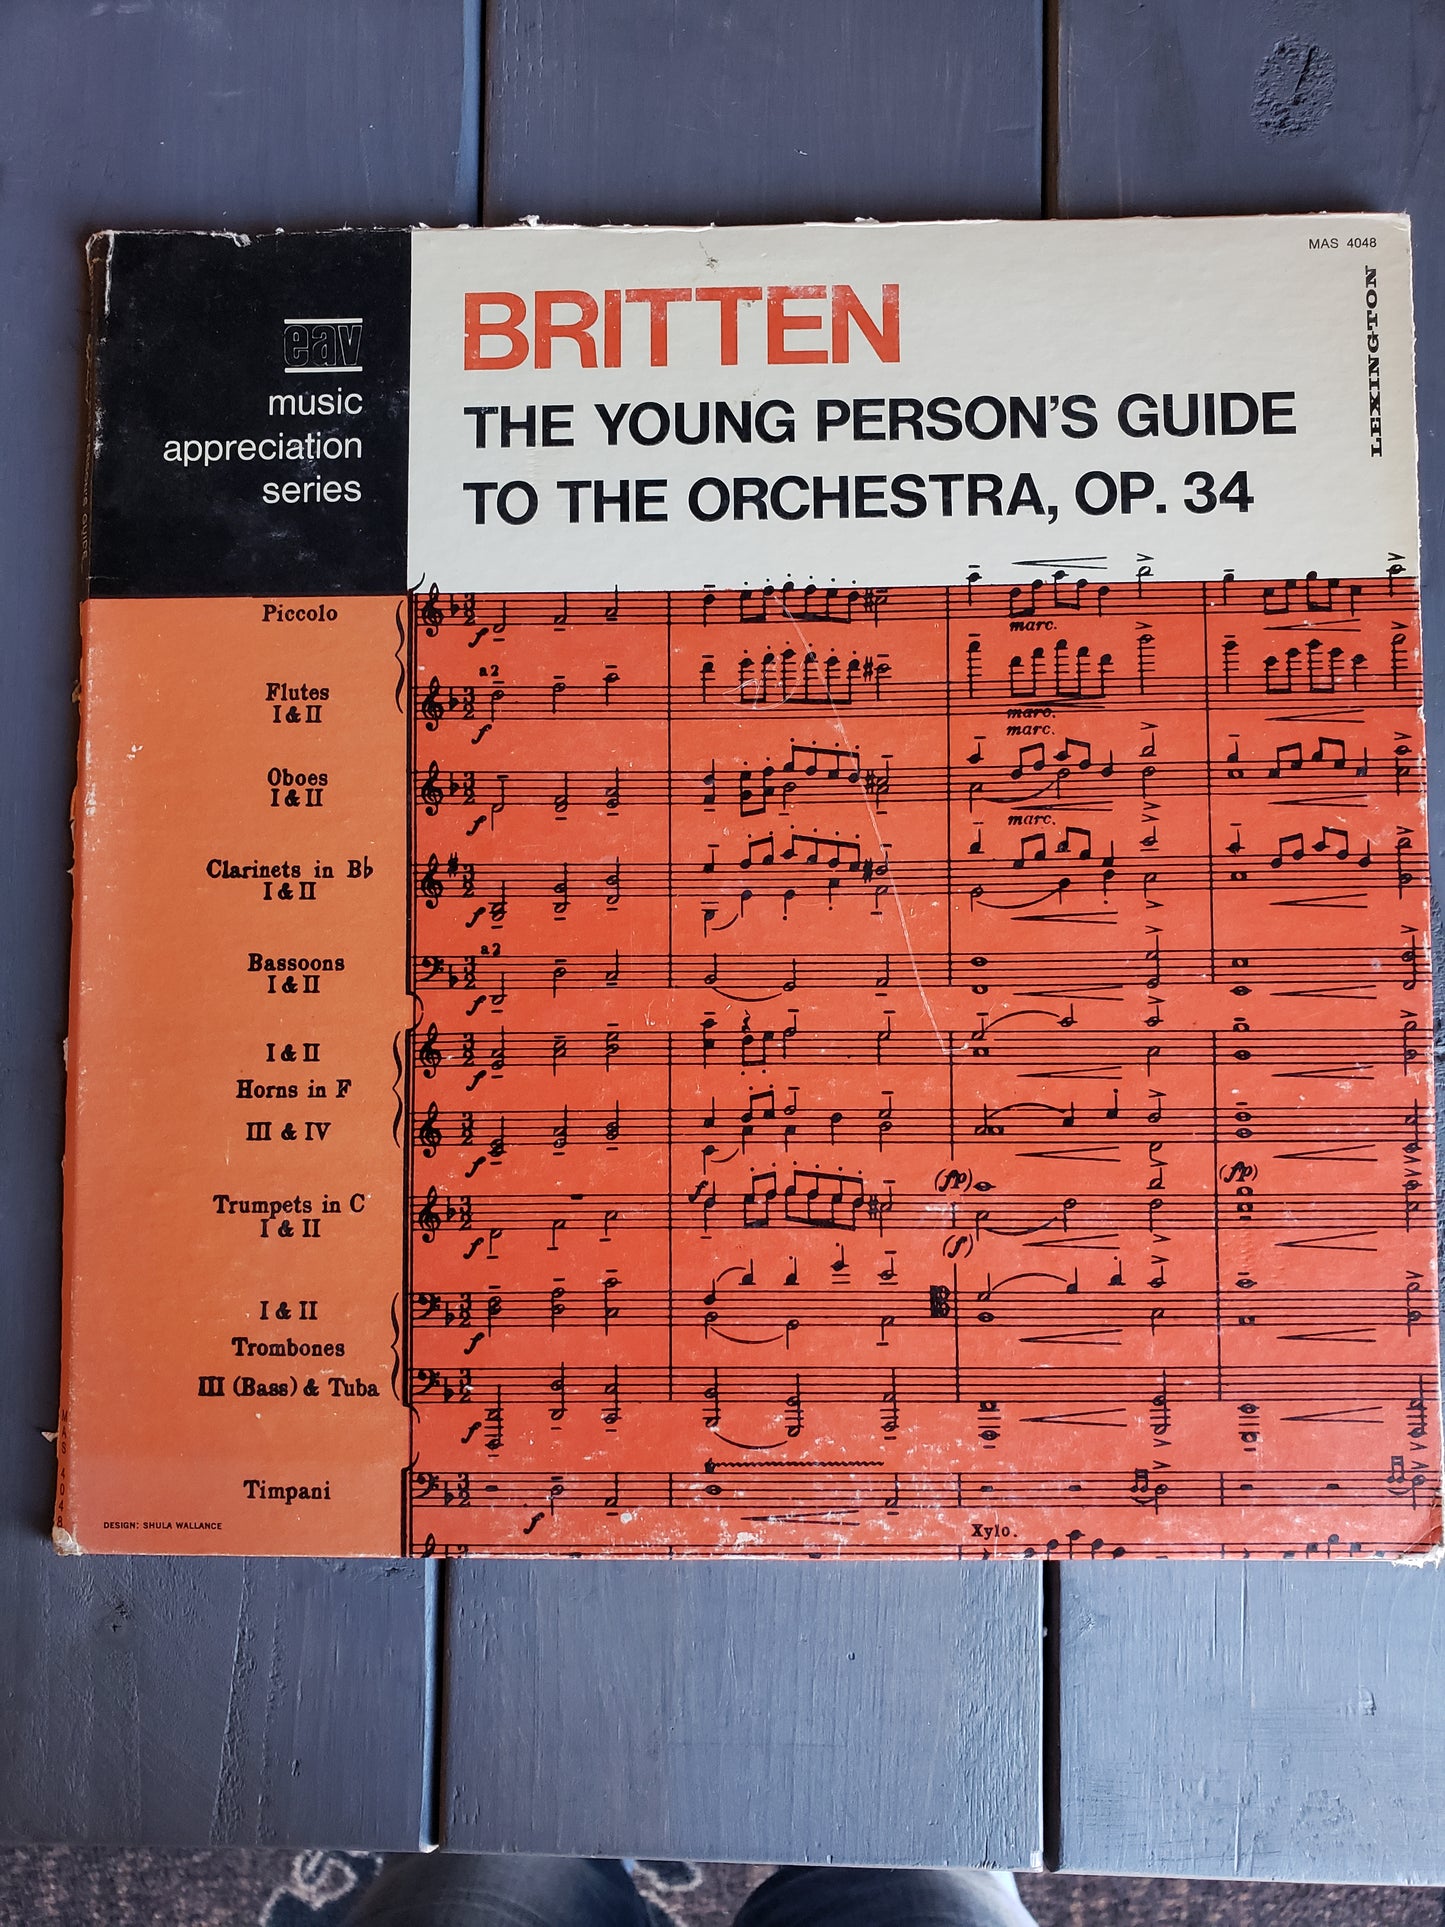 MAS 4048
LEXINGTON
eav
music
appreciation
series
BRITTEN
THE YOUNG PERSON'S GUIDE
TO THE ORCHESTRA, OP. 34
Piccolo
f
marc.
a2
Flutes
I & II
f
marc.
marc.
Oboes
I & II
f
marc.
Clarinets in B♭
I & II
f
a2
Bassoons
I & II
f
I & II
f
Horns in F
III & IV
f
(fp)
(fp)
f
Trumpets in C
I & II
f
(f)
I & II
f
Trombones
III (Bass) & Tuba
f
Timpani
f
Xylo.
DESIGN: SHULA WALLANCE
MAS 4048